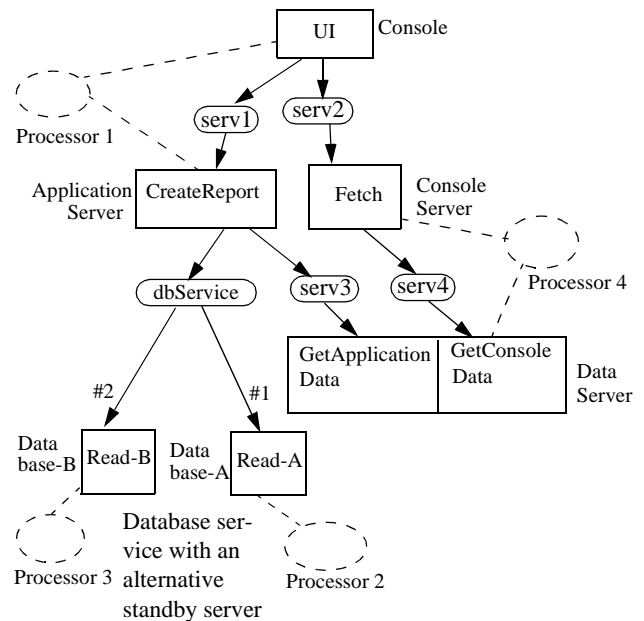 UI
Console
serv1
serv2
Processor 1
Application
Server
CreateReport
Fetch
Console
Server
dbService
serv3
serv4
Processor 4
GetApplication
Data
GetConsole
Data
Data
Server
#2
#1
Data
base-B
Read-B
Data
base-A
Read-A
Processor 3
Database ser-
vice with an
alternative
standby server
Processor 2